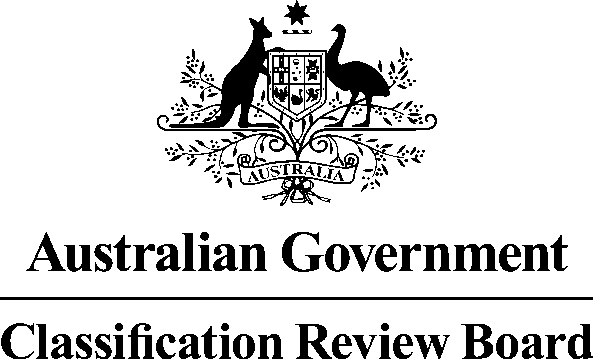 AUSTRALIA
Australian Government
Classification Review Board